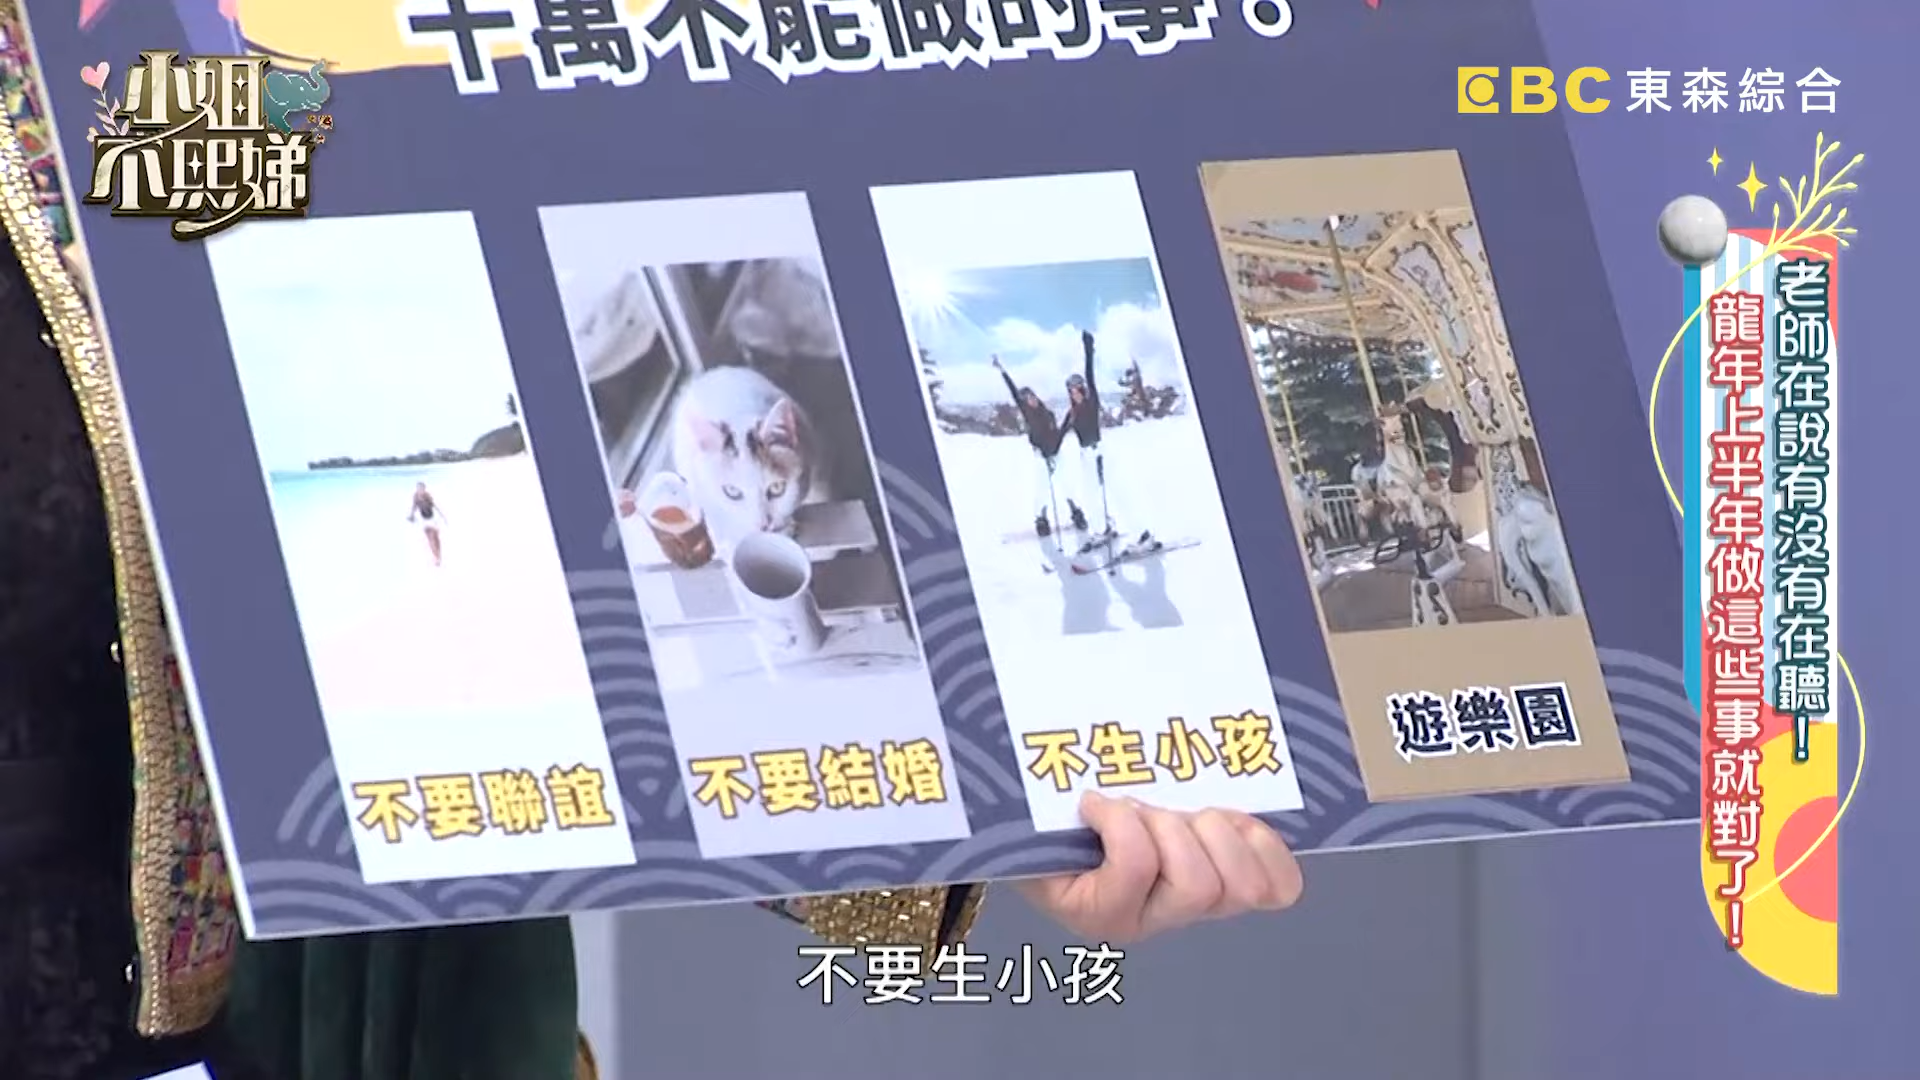 千萬不能做的事？
小姐
不熙娣
EBC 東森綜合
老師在說有沒有在聽！
龍年上半年做這些事就對了！
不要聯誼
不要結婚
不生小孩
遊樂園
不要生小孩